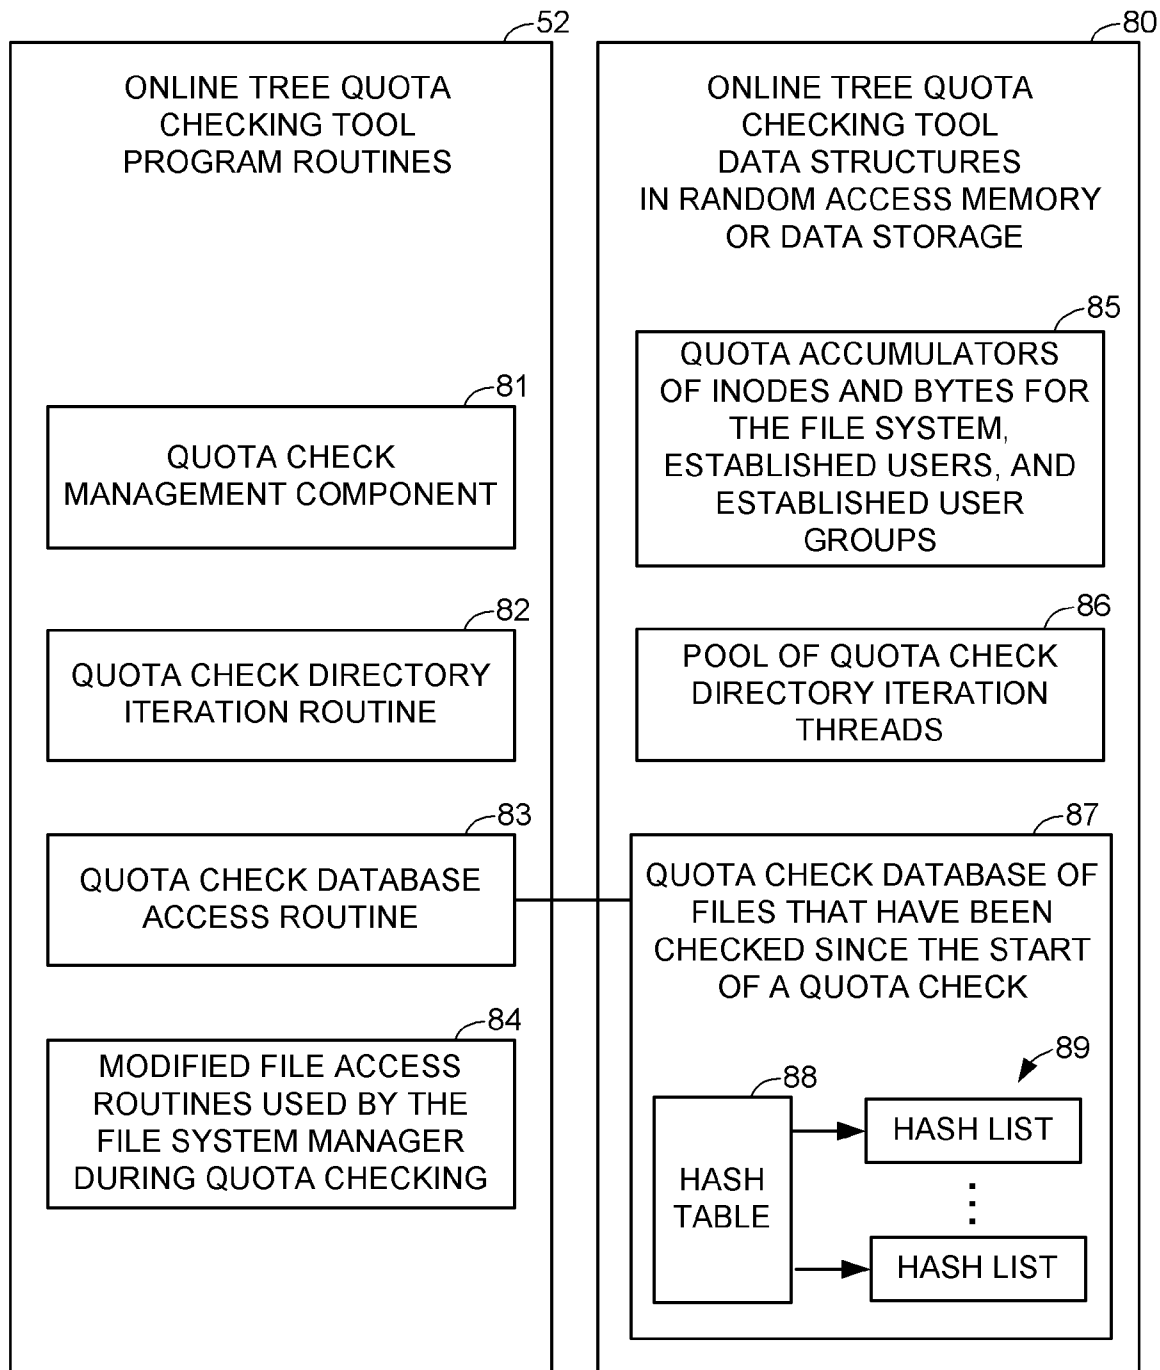 52
ONLINE TREE QUOTA
CHECKING TOOL
PROGRAM ROUTINES
81
QUOTA CHECK
MANAGEMENT COMPONENT
82
QUOTA CHECK DIRECTORY
ITERATION ROUTINE
83
QUOTA CHECK DATABASE
ACCESS ROUTINE
84
MODIFIED FILE ACCESS
ROUTINES USED BY THE
FILE SYSTEM MANAGER
DURING QUOTA CHECKING
80
ONLINE TREE QUOTA
CHECKING TOOL
DATA STRUCTURES
IN RANDOM ACCESS MEMORY
OR DATA STORAGE
85
QUOTA ACCUMULATORS
OF INODES AND BYTES FOR
THE FILE SYSTEM,
ESTABLISHED USERS, AND
ESTABLISHED USER
GROUPS
86
POOL OF QUOTA CHECK
DIRECTORY ITERATION
THREADS
87
QUOTA CHECK DATABASE OF
FILES THAT HAVE BEEN
CHECKED SINCE THE START
OF A QUOTA CHECK
88
HASH
TABLE
89
HASH LIST
HASH LIST